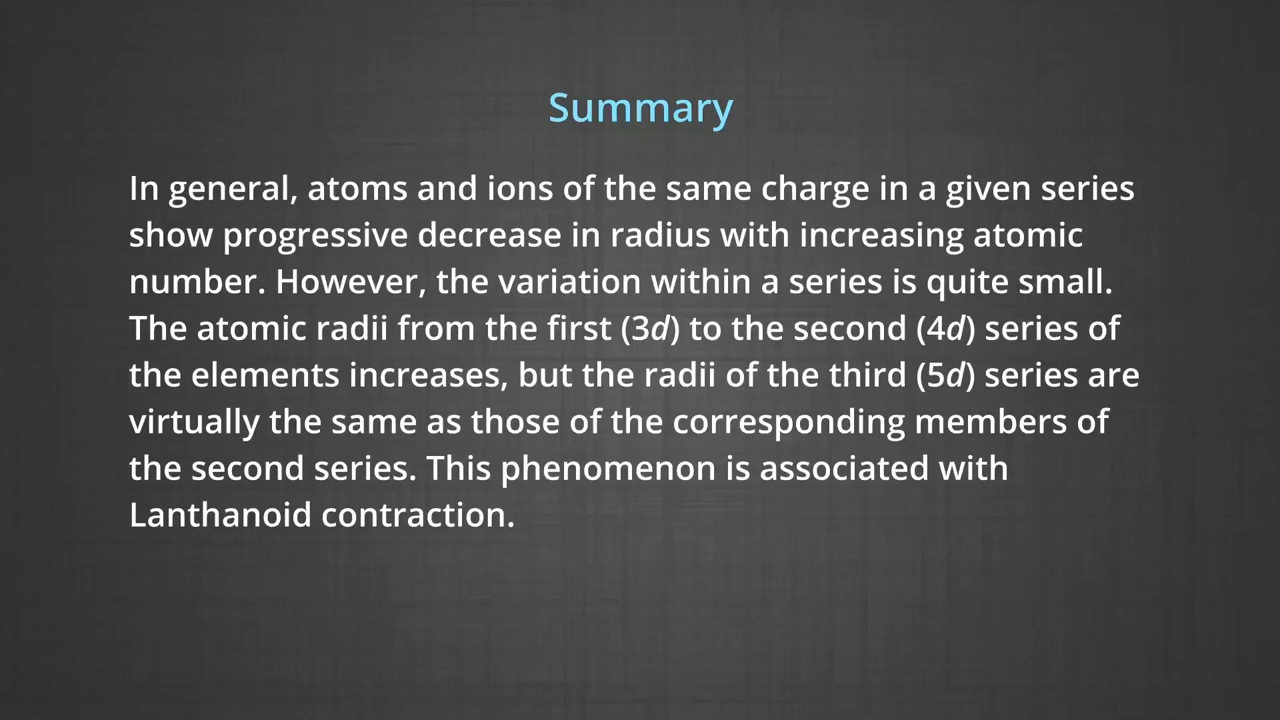 Summary
In general, atoms and ions of the same charge in a given series
show progressive decrease in radius with increasing atomic
number. However, the variation within a series is quite small.
The atomic radii from the first (3d) to the second (4d) series of
the elements increases, but the radii of the third (5d) series are
virtually the same as those of the corresponding members of
the second series. This phenomenon is associated with
Lanthanoid contraction.